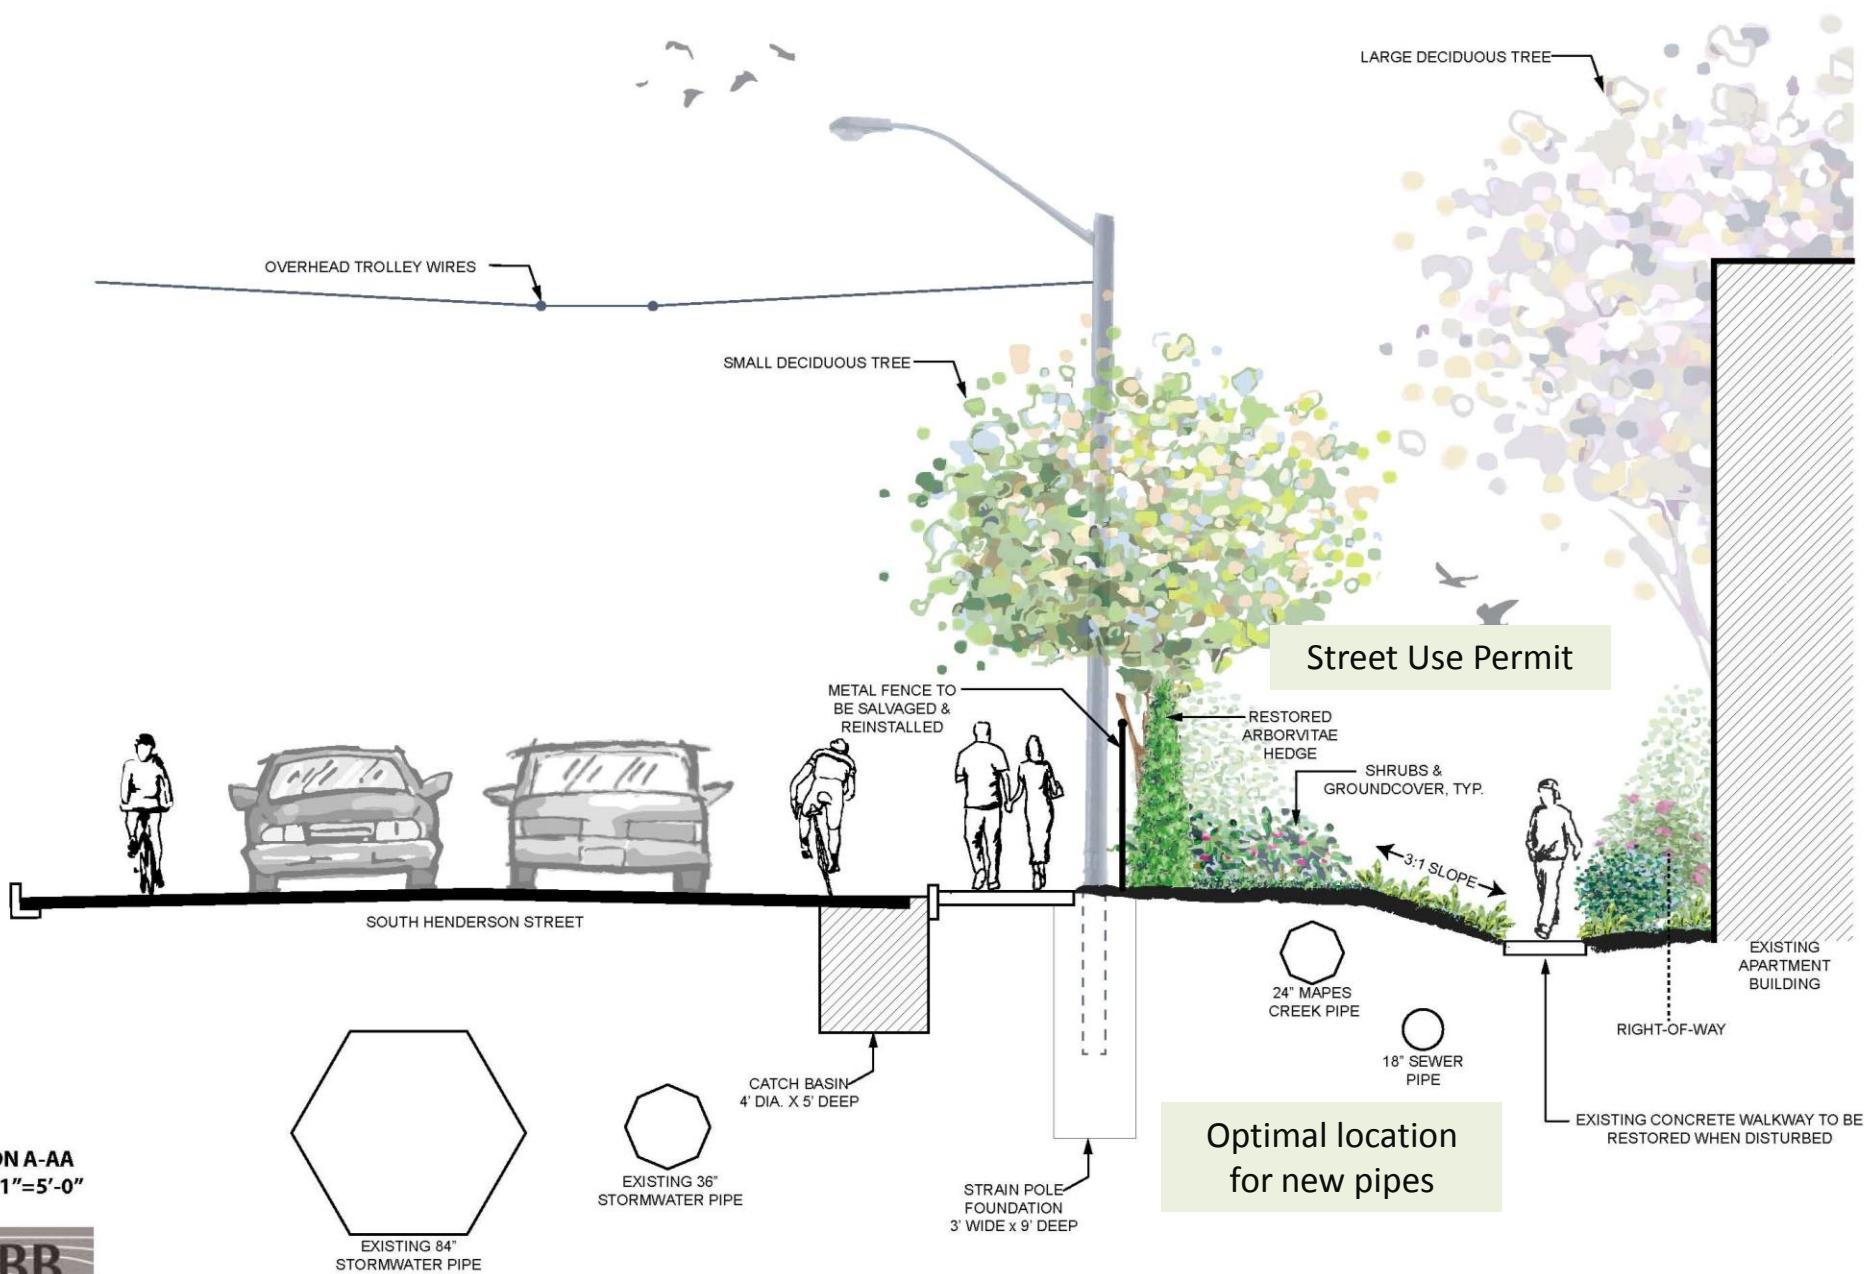 LARGE DECIDUOUS TREE
OVERHEAD TROLLEY WIRES
SMALL DECIDUOUS TREE
Street Use Permit
METAL FENCE TO
BE SALVAGED &
REINSTALLED
RESTORED
ARBORVITAE
HEDGE
SHRUBS &
GROUNDCOVER, TYP.
3:1 SLOPE
SOUTH HENDERSON STREET
EXISTING
APARTMENT
BUILDING
24" MAPES
CREEK PIPE
RIGHT-OF-WAY
18" SEWER
PIPE
CATCH BASIN
4' DIA. X 5' DEEP
EXISTING CONCRETE WALKWAY TO BE
RESTORED WHEN DISTURBED
Optimal location
for new pipes
ON A-AA
1"=5'-0"
EXISTING 36"
STORMWATER PIPE
STRAIN POLE
FOUNDATION
3' WIDE x 9' DEEP
EXISTING 84"
STORMWATER PIPE